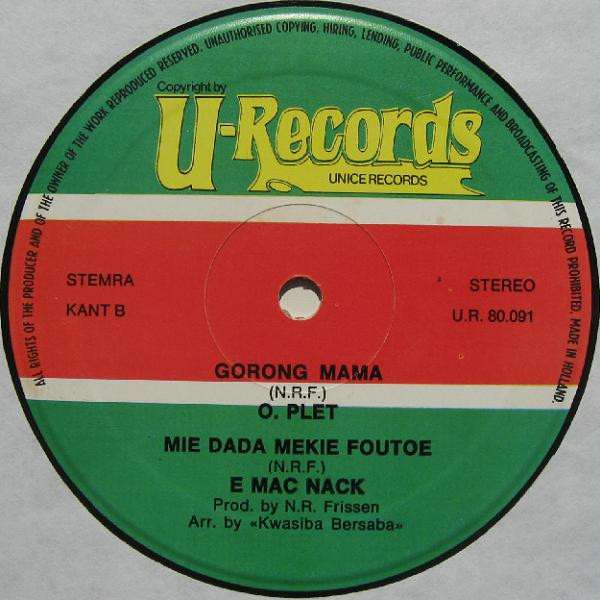 ALL RIGHTS OF THE PRODUCER AND OF THE OWNER OF THE WORK REPRODUCED RESERVED. UNAUTHORISED COPYING, HIRING, LENDING, PUBLIC PERFORMANCE AND BROADCASTING OF THIS RECORD PROHIBITED. MADE IN HOLLAND.
Copyright by
U-Records
UNICE RECORDS
STEMRA
STEREO
KANT B
U.R. 80.091
GORONG MAMA
(N.R.F.)
O. PLET
MIE DADA MEKIE FOUTOE
(N.R.F.)
E MAC NACK
Prod. by N.R. Frissen
Arr. by «Kwasiba Bersaba»